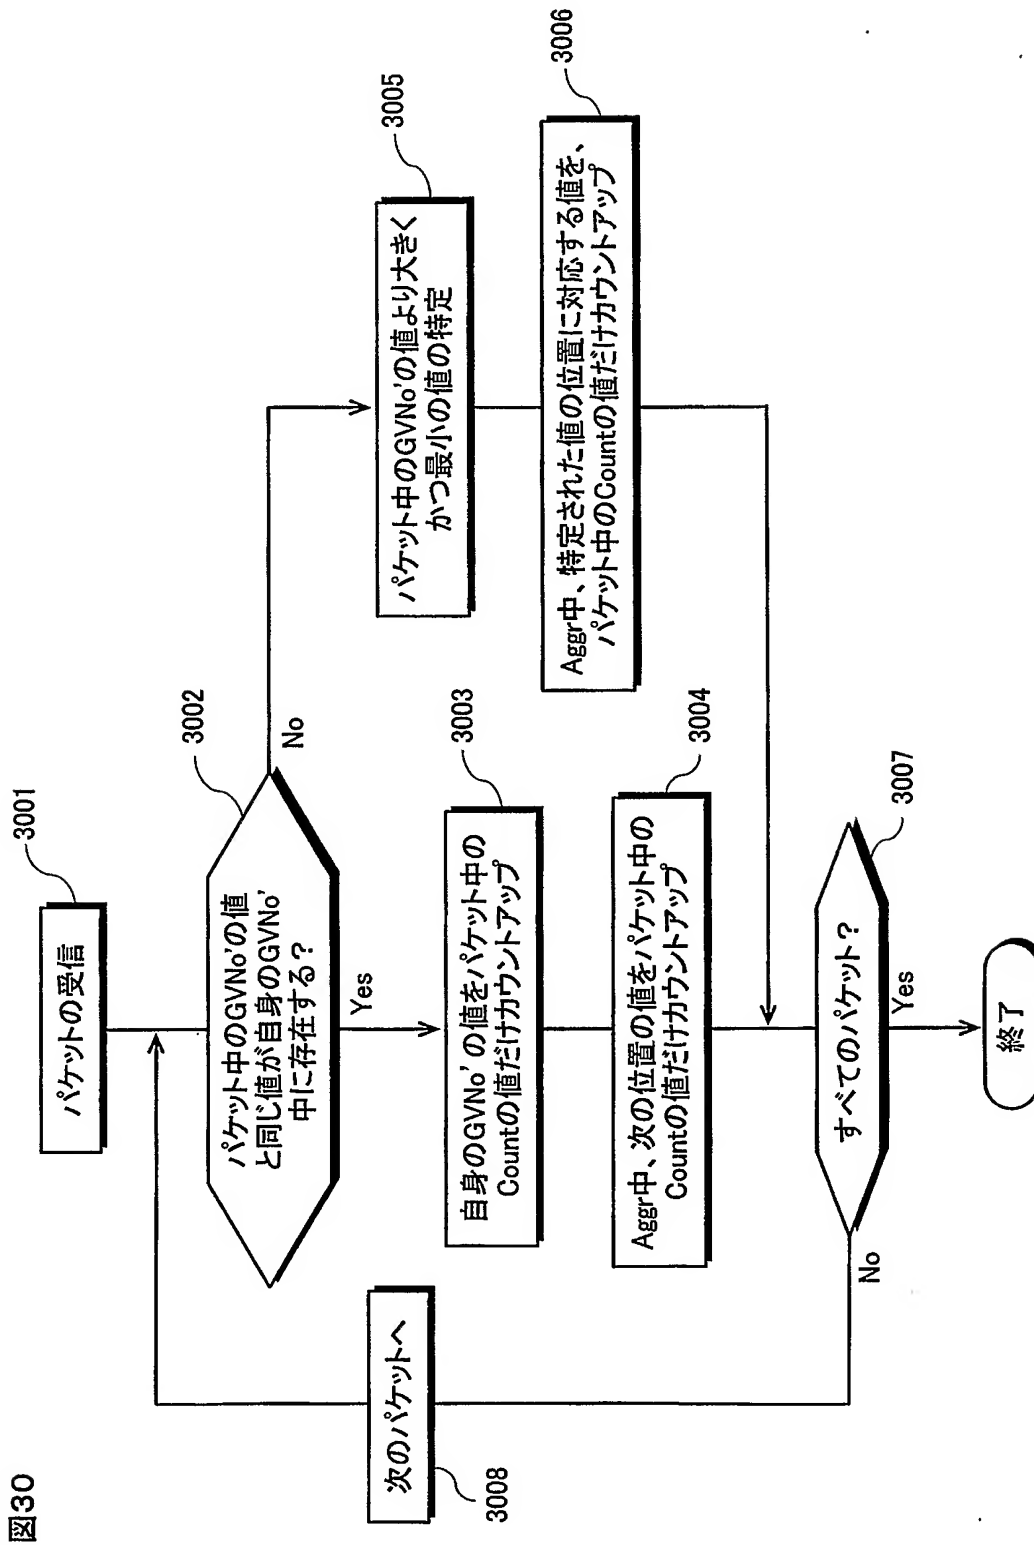 図30
パケットの受信
3001
パケット中のGVNo'の値
と同じ値が自身のGVNo'
中に存在する?
3002
No
Yes
自身のGVNo'の値をパケット中の
Countの値だけカウントアップ
3003
Aggr中、次の位置の値をパケット中の
Countの値だけカウントアップ
3004
パケット中のGVNo'の値より大きく
かつ最小の値の特定
3005
Aggr中、特定された値の位置に対応する値を、
パケット中のCountの値だけカウントアップ
3006
すべてのパケット?
3007
No
Yes
次のパケットへ
3008
終了